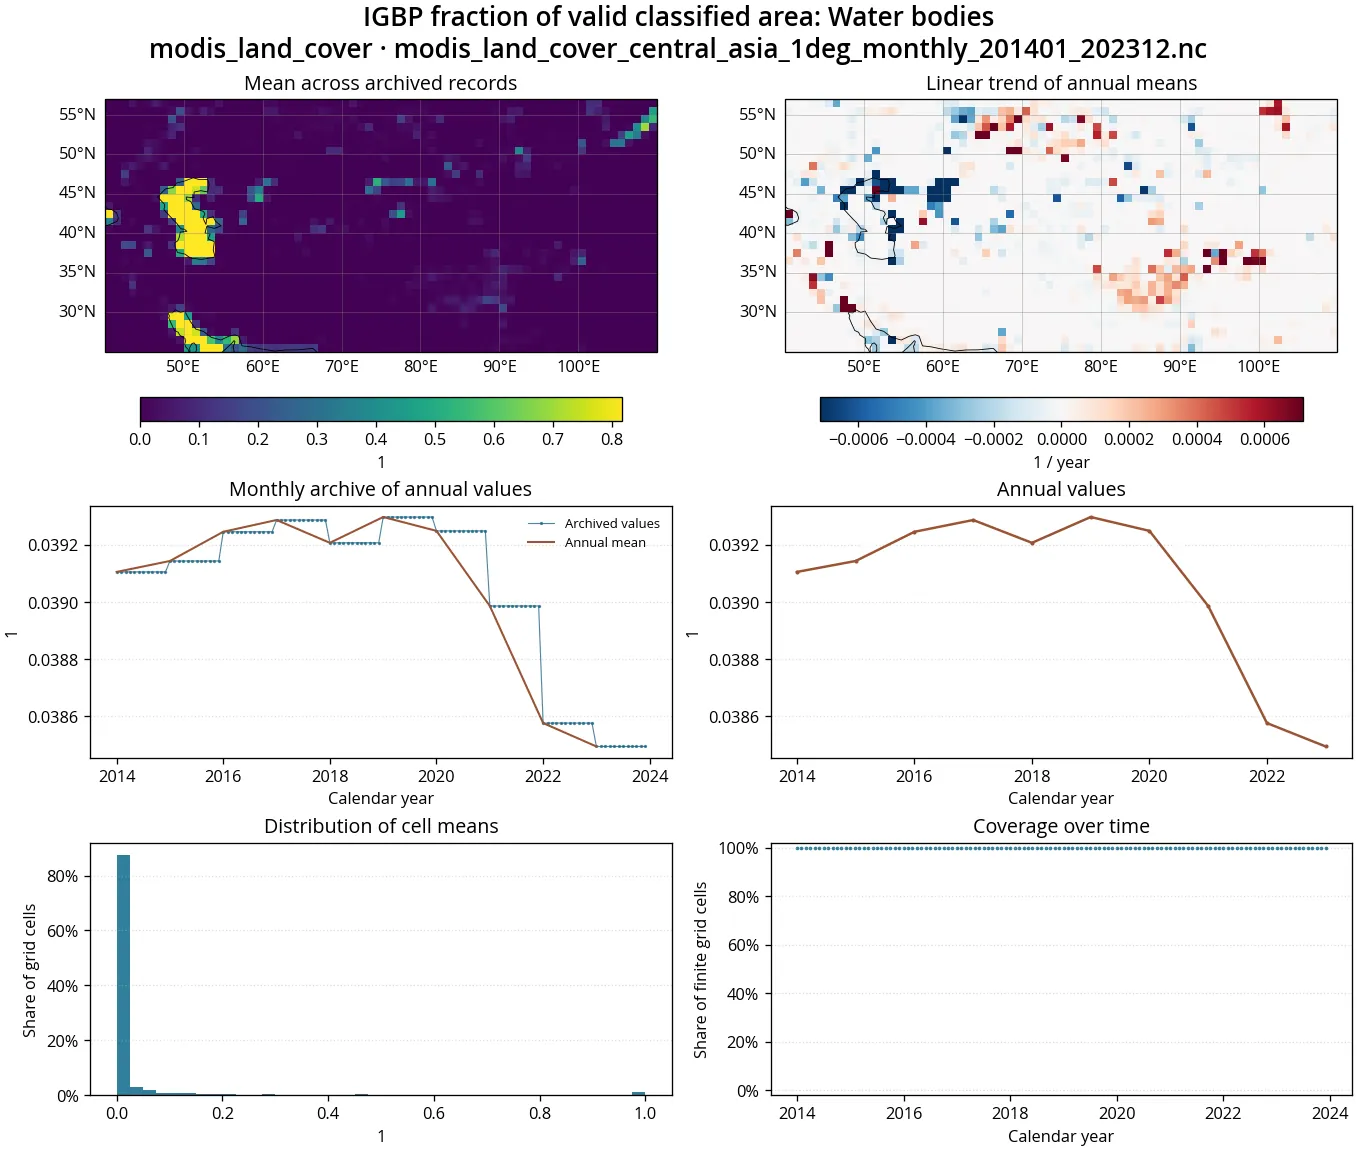 IGBP fraction of valid classified area: Water bodies
modis_land_cover · modis_land_cover_central_asia_1deg_monthly_201401_202312.nc
Mean across archived records
55°N
50°N
45°N
40°N
35°N
30°N
50°E 60°E 70°E 80°E 90°E 100°E
0.0 0.1 0.2 0.3 0.4 0.5 0.6 0.7 0.8
1
Linear trend of annual means
55°N
50°N
45°N
40°N
35°N
30°N
50°E 60°E 70°E 80°E 90°E 100°E
−0.0006 −0.0004 −0.0002 0.0000 0.0002 0.0004 0.0006
1 / year
Monthly archive of annual values
Archived values
Annual mean
0.0392
0.0390
0.0388
0.0386
1
2014 2016 2018 2020 2022 2024
Calendar year
Annual values
0.0392
0.0390
0.0388
0.0386
1
2014 2016 2018 2020 2022
Calendar year
Distribution of cell means
Share of grid cells
80%
60%
40%
20%
0%
0.0 0.2 0.4 0.6 0.8 1.0
1
Coverage over time
Share of finite grid cells
100%
80%
60%
40%
20%
0%
2014 2016 2018 2020 2022 2024
Calendar year